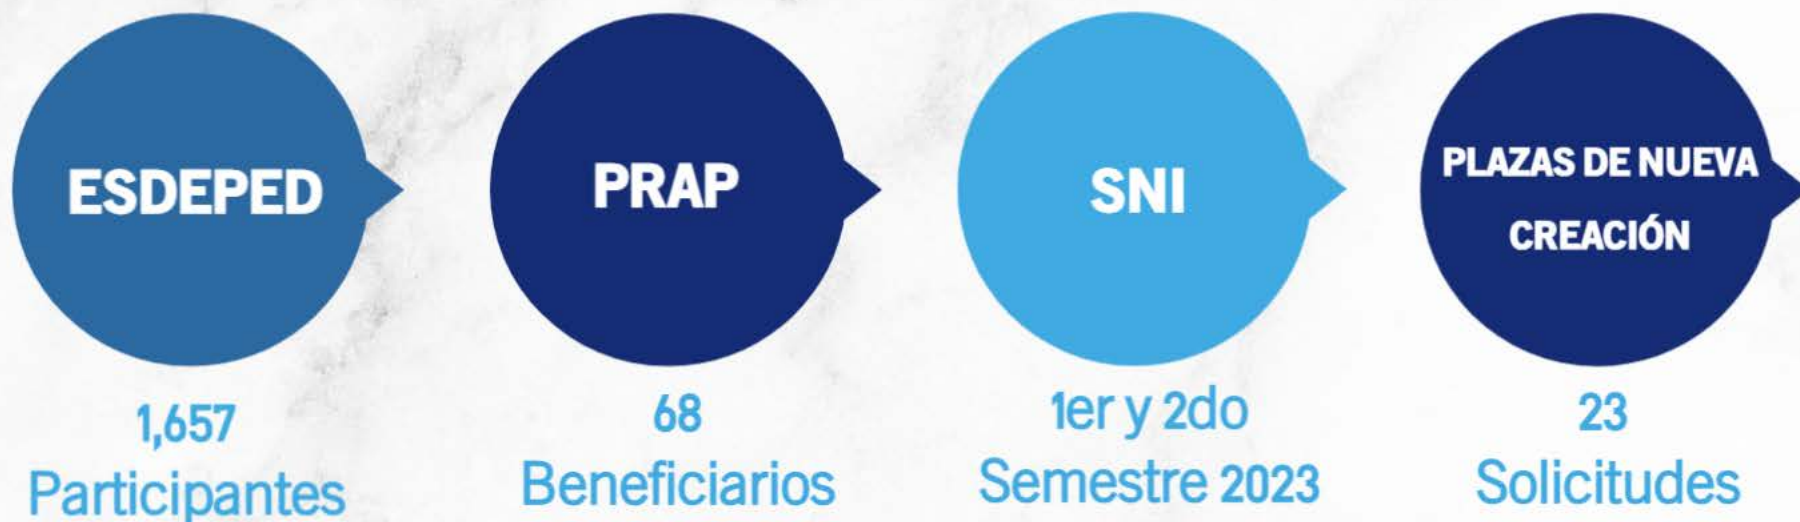 ESDEPED
1,657
Participantes
PRAP
68
Beneficiarios
SNI
1er y 2do
Semestre 2023
PLAZAS DE NUEVA
CREACIÓN
23
Solicitudes